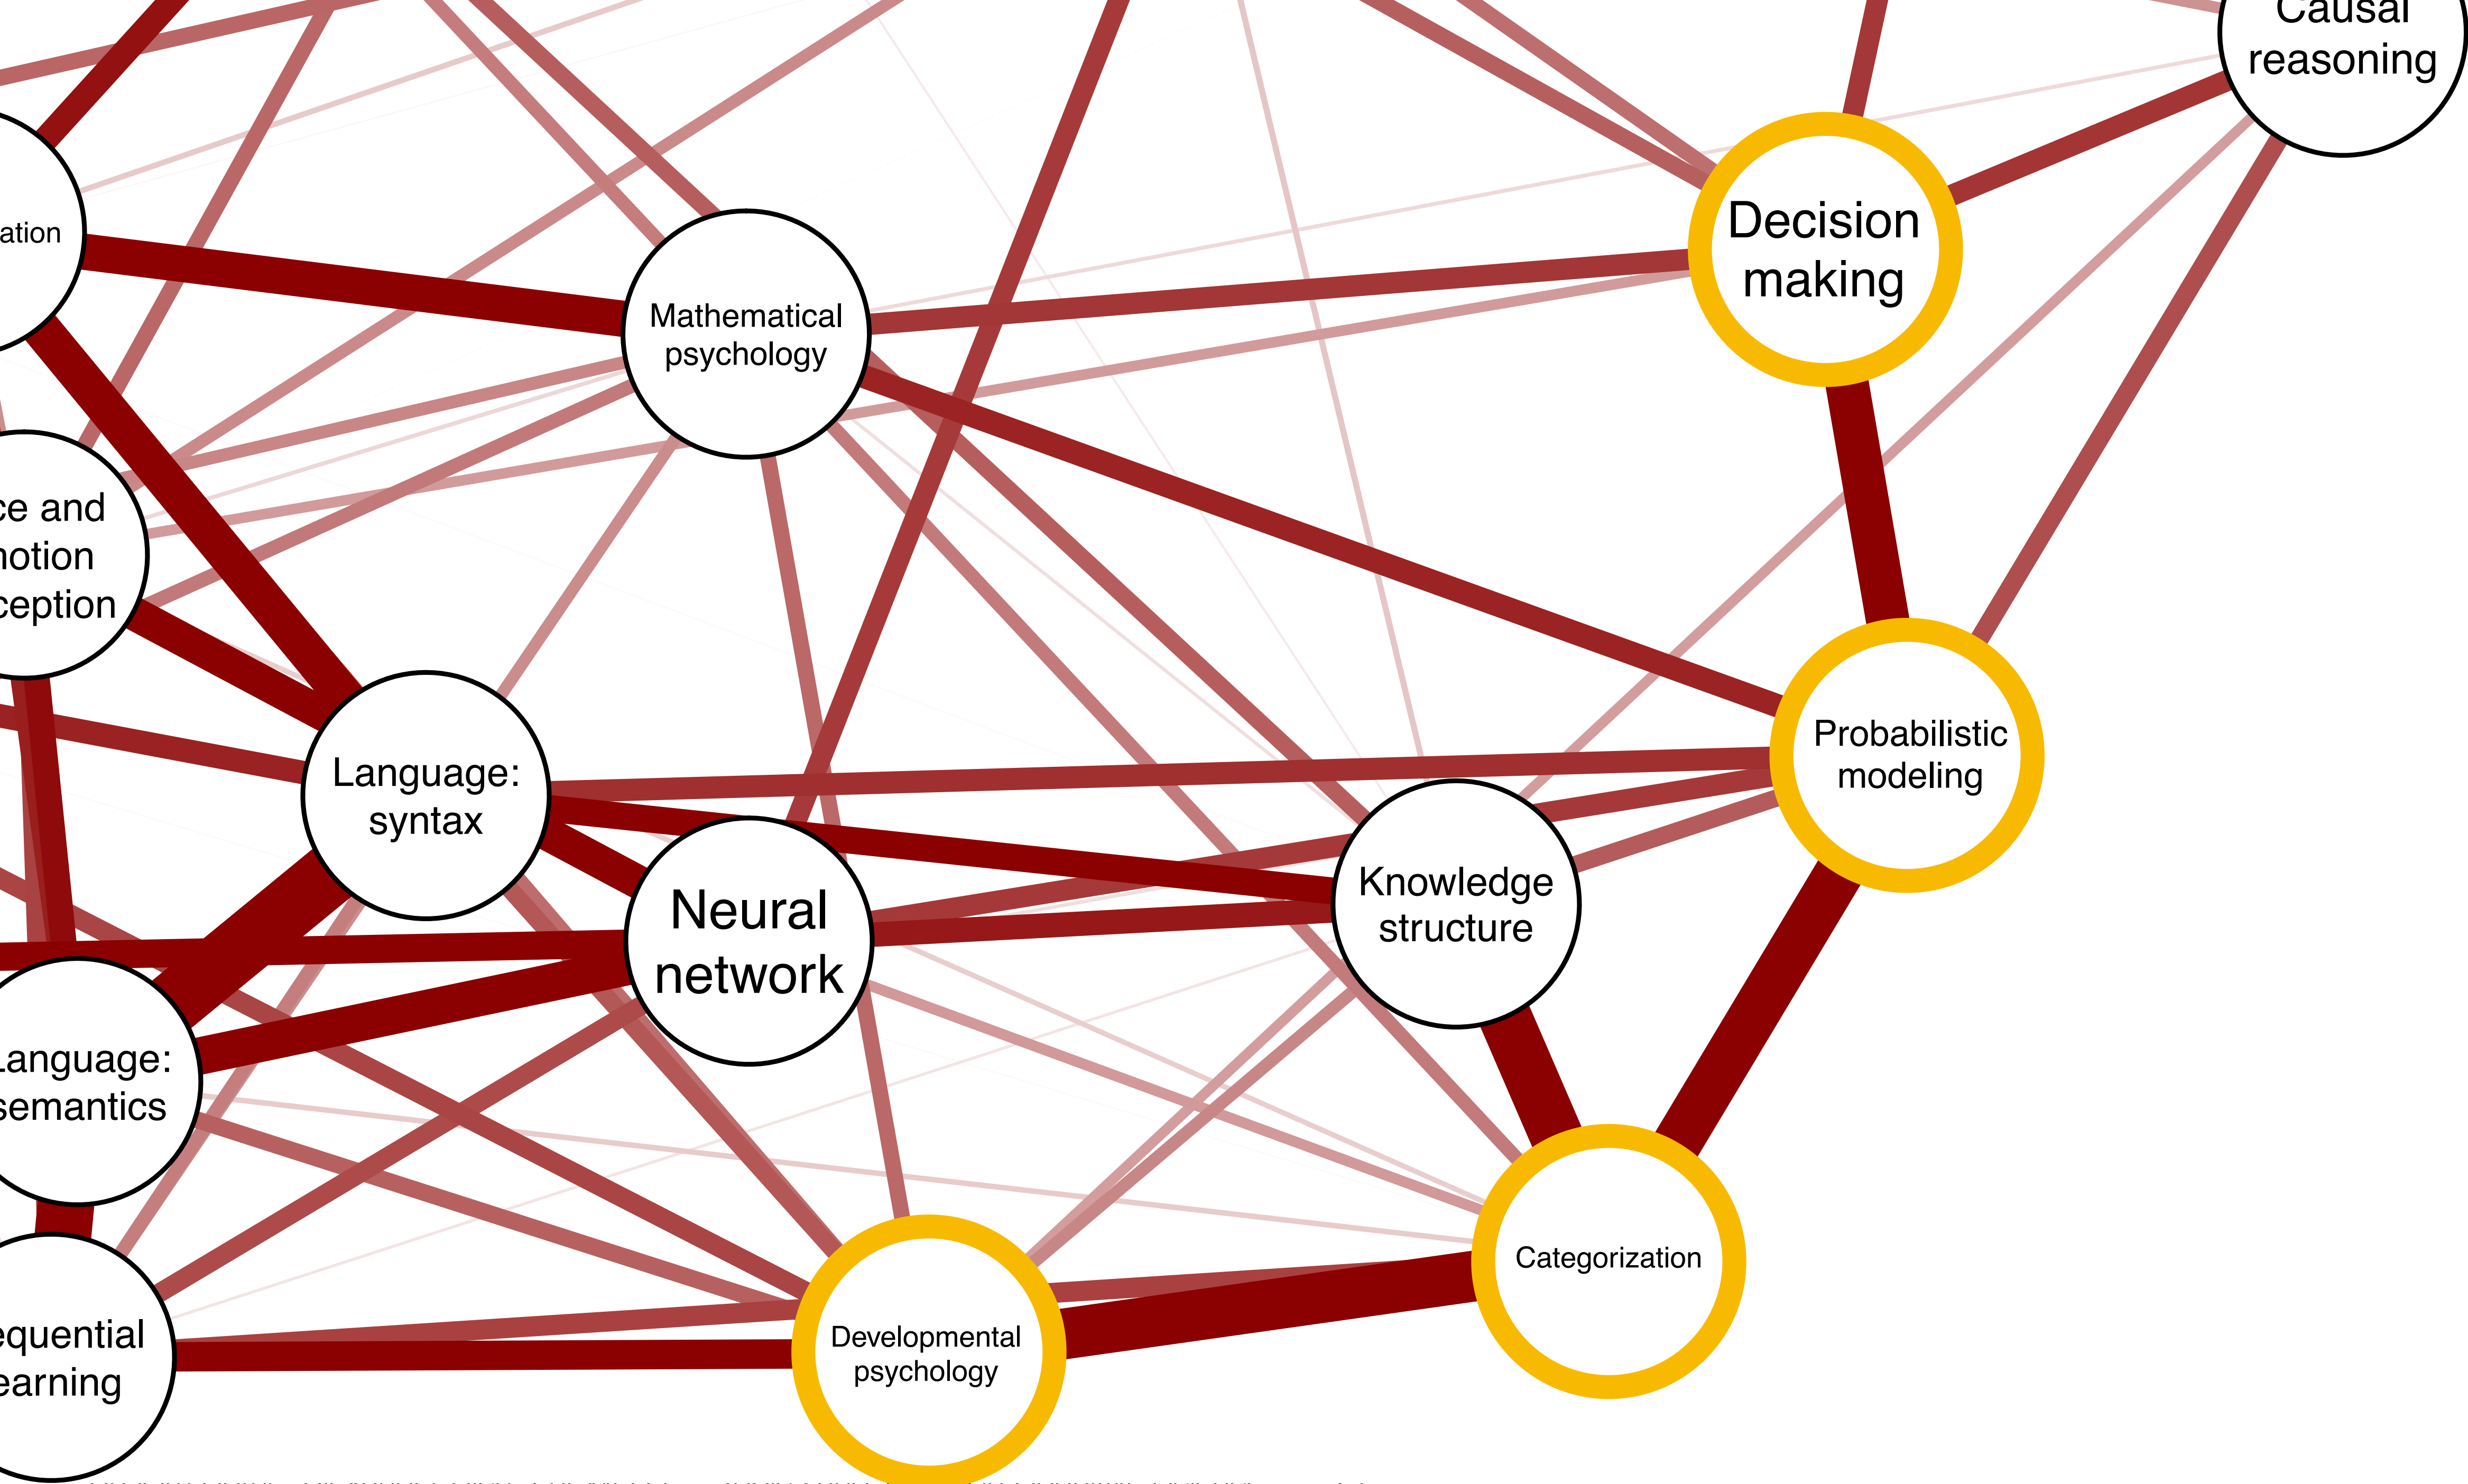 Causal
reasoning
Decision
making
ation
Mathematical
psychology
ce and
otion
ception
Probabilistic
modeling
Language:
syntax
Knowledge
structure
Neural
network
Language:
semantics
Categorization
equential
earning
Developmental
psychology